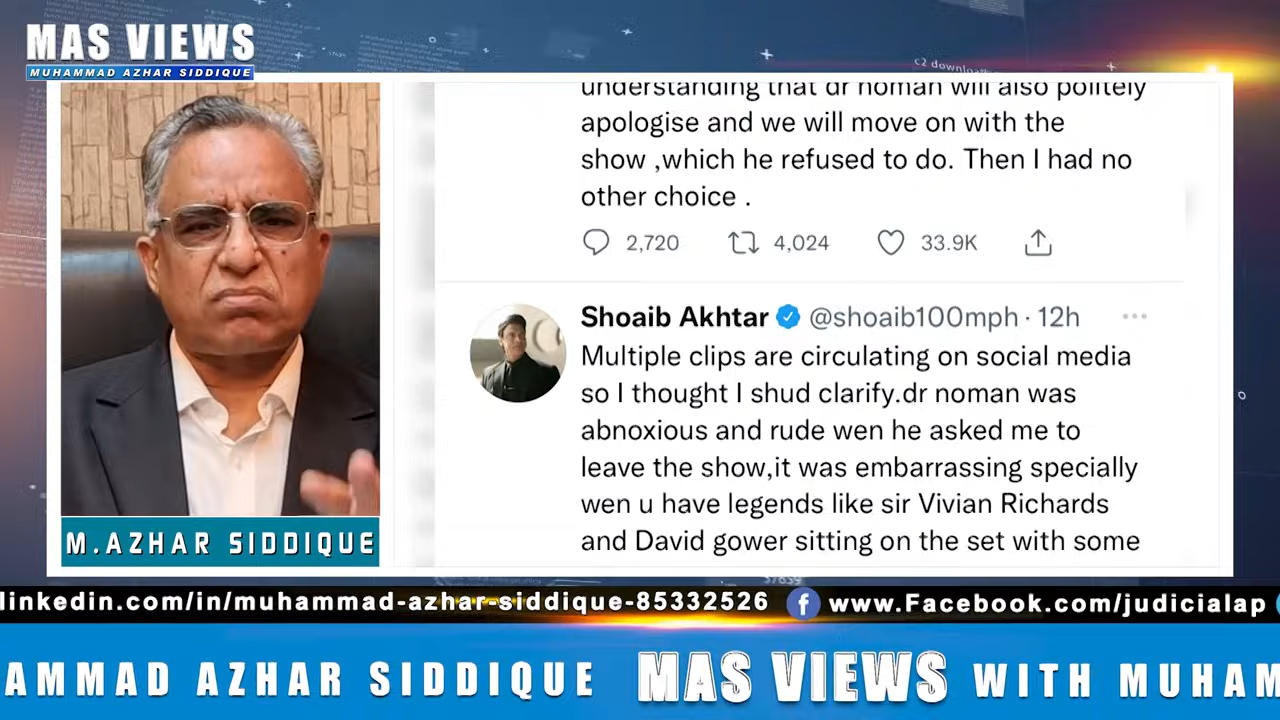 MAS VIEWS
MUHAMMAD AZHAR SIDDIQUE
c2 download
understanding that dr noman will also politely
apologise and we will move on with the
show ,which he refused to do. Then I had no
other choice .
2,720 4,024 33.9K
Shoaib Akhtar @shoaib100mph · 12h
Multiple clips are circulating on social media
so I thought I shud clarify.dr noman was
abnoxious and rude wen he asked me to
leave the show,it was embarrassing specially
wen u have legends like sir Vivian Richards
and David gower sitting on the set with some
M.AZHAR SIDDIQUE
37639
linkedin.com/in/muhammad-azhar-siddique-85332526 www.Facebook.com/judicialap
AMMAD AZHAR SIDDIQUE MAS VIEWS WITH MUHAM